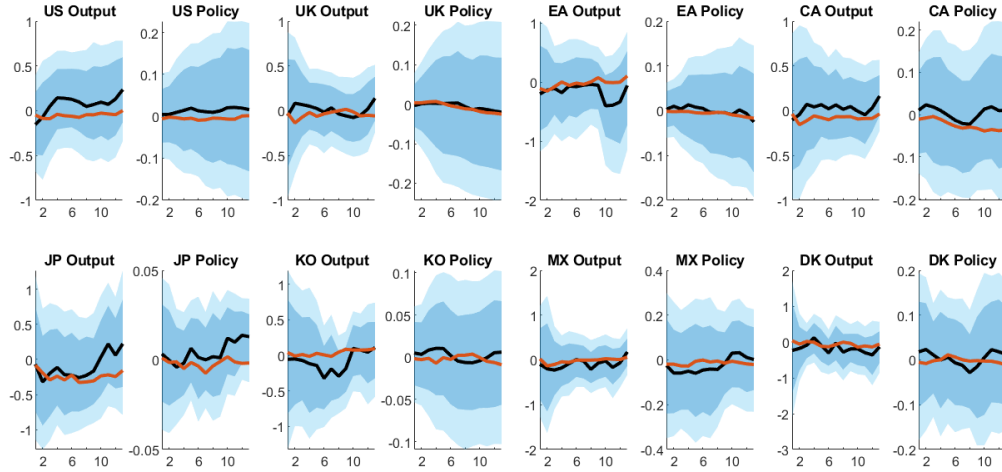 US Output US Policy UK Output UK Policy EA Output EA Policy CA Output CA Policy
1 0.2 1 0.2 1 0.2 1 0.2
0.5 0.1 0.5 0.1 0 0.1 0.5 0.1
0 0 0 0 -1 0 0 0
-0.5 -0.1 -0.5 -0.1 -2 -0.1 -0.5 -0.1
-1 -0.2 -1 -0.2 -0.2 -1 -0.2
2 6 10 2 6 10 2 6 10 2 6 10 2 6 10 2 6 10 2 6 10 2 6 10
JP Output JP Policy KO Output KO Policy MX Output MX Policy DK Output DK Policy
1 0.05 1 0.1 2 0.4 2 0.2
0.5 0 0.5 0 1 0.2 1 0.1
0 -0.05 0 -0.1 0 0 0 0
-0.5 -0.5 -1 -0.2 -1 -0.1
-1 -1 -2 -0.4 -2 -0.2
-3
2 6 10 2 6 10 2 6 10 2 6 10 2 6 10 2 6 10 2 6 10 2 6 10